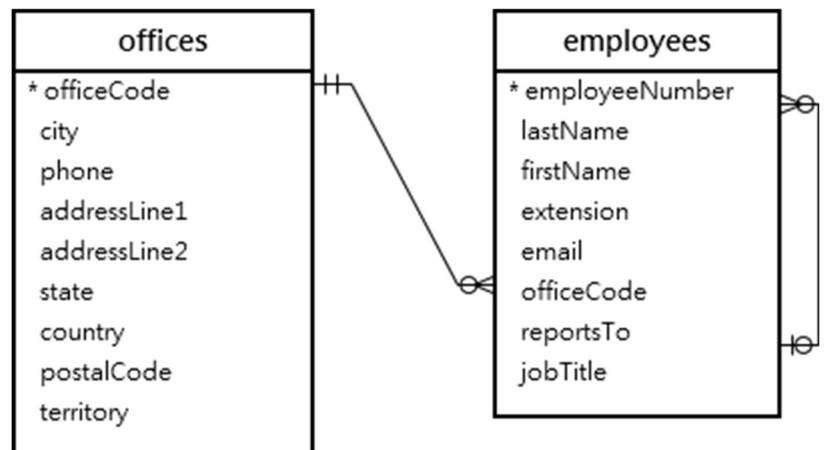 offices
* officeCode
city
phone
addressLine1
addressLine2
state
country
postalCode
territory
employees
* employeeNumber
lastName
firstName
extension
email
officeCode
reportsTo
jobTitle